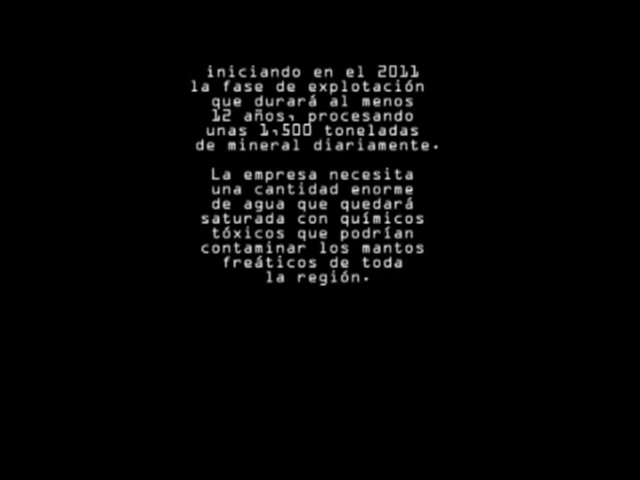 iniciando en el 2011
la fase de explotación
que durará al menos
12 años, procesando
unas 1,500 toneladas
de mineral diariamente.
La empresa necesita
una cantidad enorme
de agua que quedará
saturada con químicos
tóxicos que podrían
contaminar los mantos
freáticos de toda
la región.